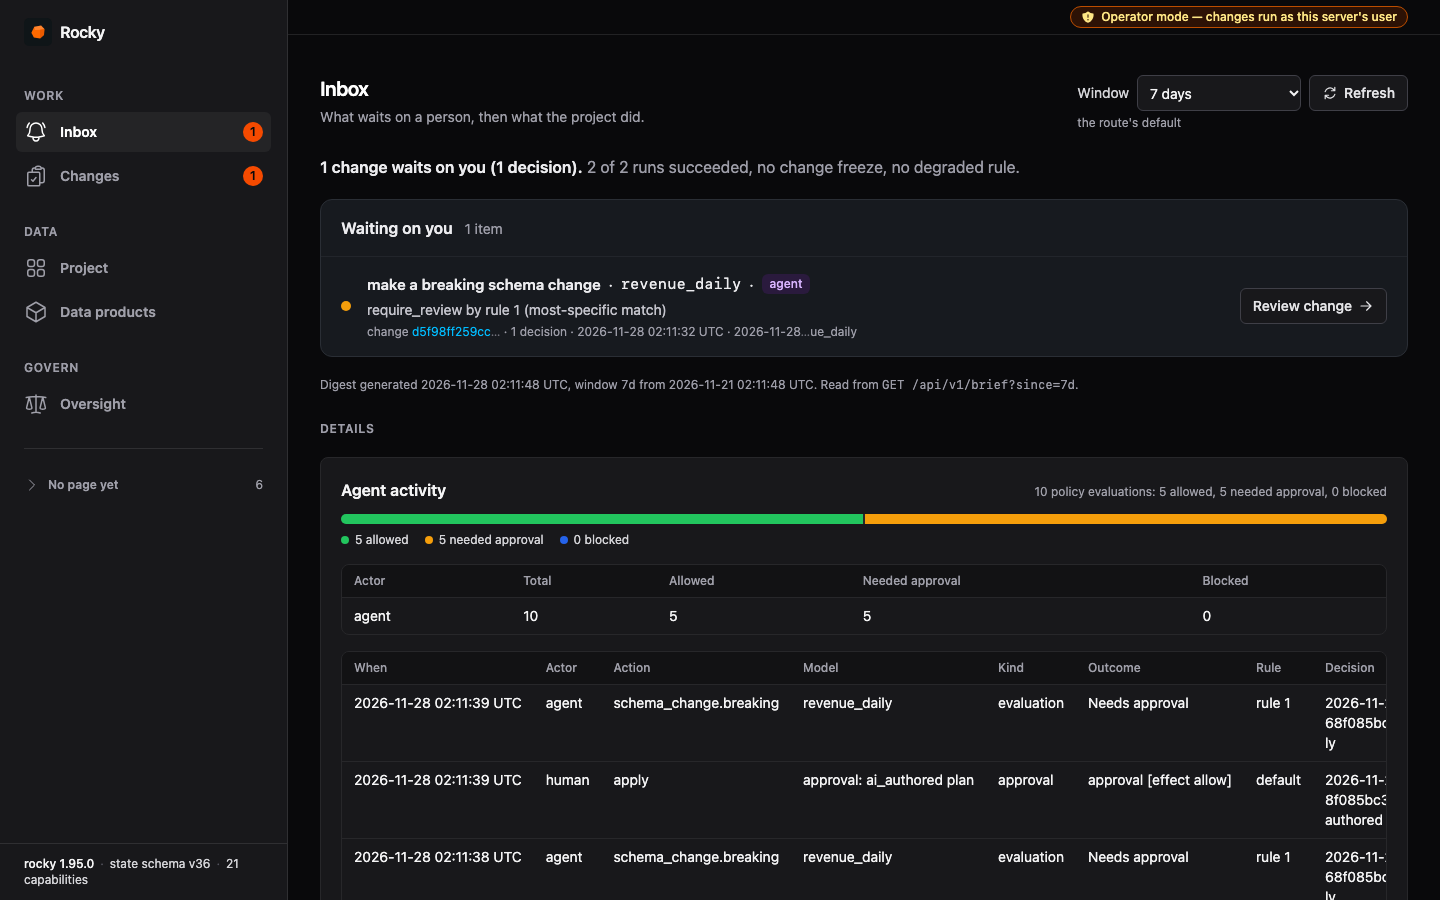 Rocky
Operator mode — changes run as this server's user
WORK
Inbox 1
Changes 1
DATA
Project
Data products
GOVERN
Oversight
No page yet 6
rocky 1.95.0 · state schema v36 · 21
capabilities
Inbox
What waits on a person, then what the project did.
Window 7 days Refresh
the route's default
1 change waits on you (1 decision). 2 of 2 runs succeeded, no change freeze, no degraded rule.
Waiting on you 1 item
make a breaking schema change · revenue_daily · agent
require_review by rule 1 (most-specific match)
change d5f98ff259cc... · 1 decision · 2026-11-28 02:11:32 UTC · 2026-11-28...ue_daily
Review change →
Digest generated 2026-11-28 02:11:48 UTC, window 7d from 2026-11-21 02:11:48 UTC. Read from GET /api/v1/brief?since=7d.
DETAILS
Agent activity
10 policy evaluations: 5 allowed, 5 needed approval, 0 blocked
5 allowed 5 needed approval 0 blocked
Actor Total Allowed Needed approval Blocked
agent 10 5 5 0
When Actor Action Model Kind Outcome Rule Decision
2026-11-28 02:11:39 UTC agent schema_change.breaking revenue_daily evaluation Needs approval rule 1 2026-11-
68f085bc
ly
2026-11-28 02:11:39 UTC human apply approval: ai_authored plan approval approval [effect allow] default 2026-11-
8f085bc3
authored
2026-11-28 02:11:38 UTC agent schema_change.breaking revenue_daily evaluation Needs approval rule 1 2026-11-
68f085bc
ly